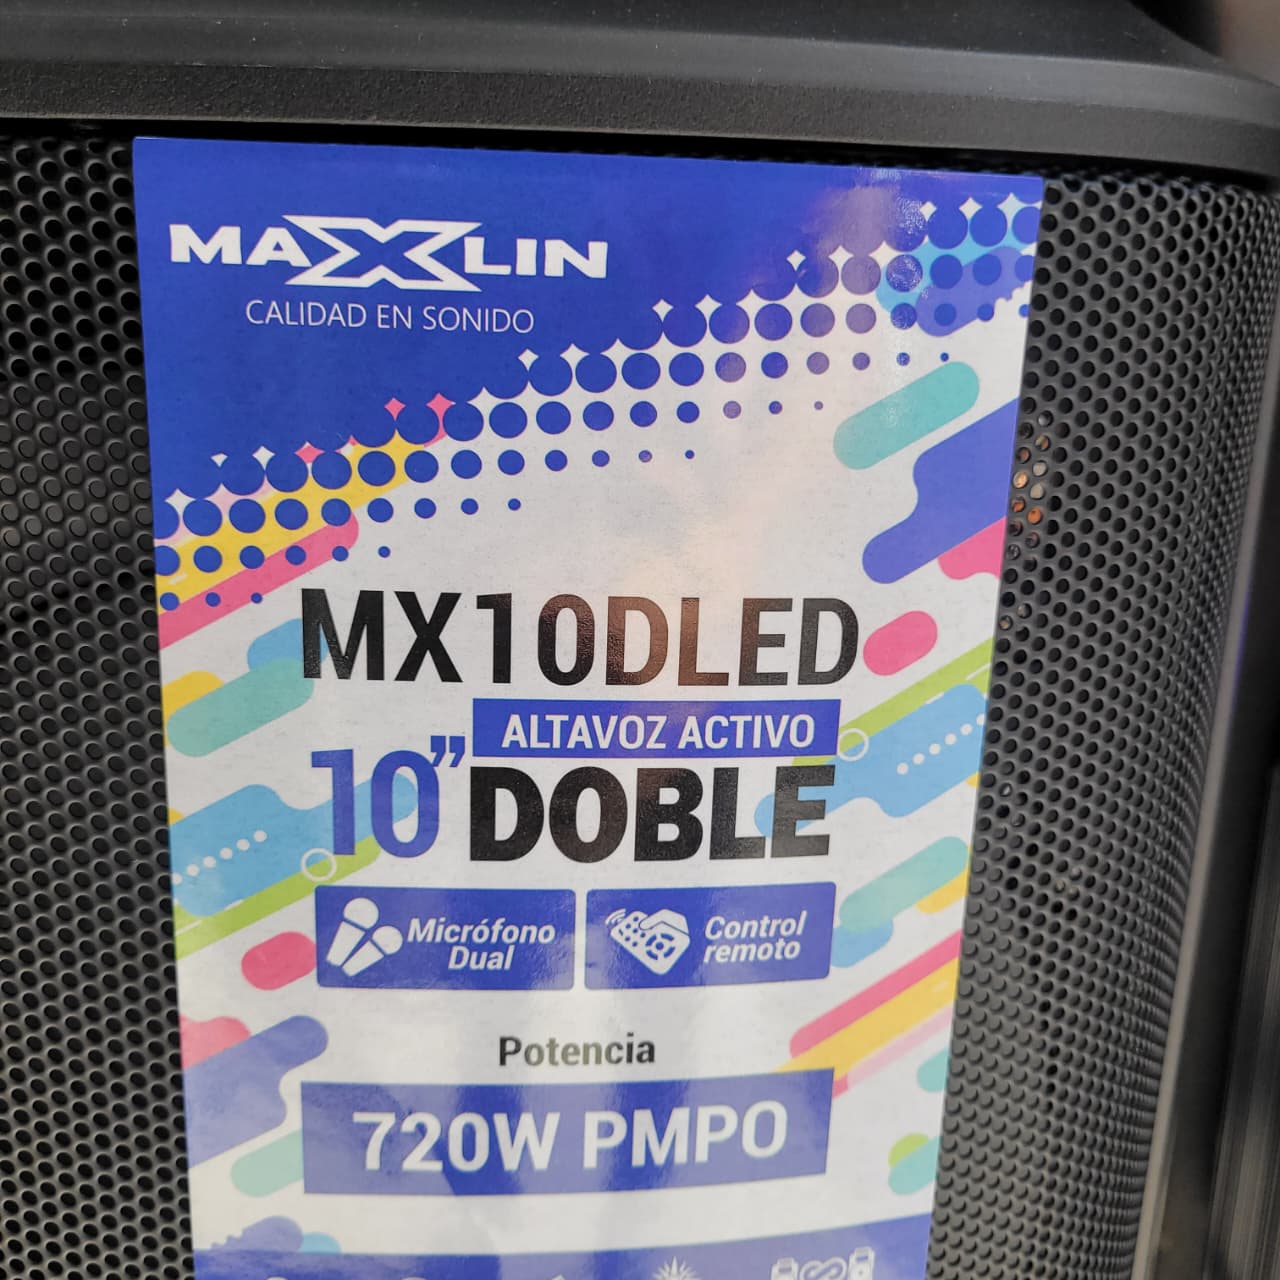 MAXLIN
CALIDAD EN SONIDO
MX10DLED
ALTAVOZ ACTIVO
10” DOBLE
Micrófono
Dual
Control
remoto
Potencia
720W PMPO